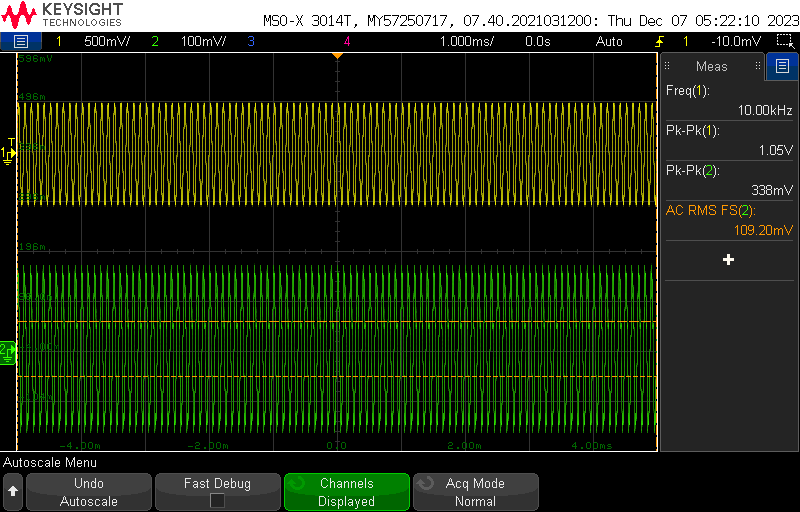 KEYSIGHT
TECHNOLOGIES
MSO-X 3014T, MY57250717, 07.40.2021031200: Thu Dec 07 05:22:10 2023
1 500mV/ 2 100mV/ 3 4 1.000ms/ 0.0s Auto 1 -10.0mV
596mV
496m
196m
-4.00m -2.00m 0.0 2.00m 4.00ms
T
1
2
Meas
Freq(1):
10.00kHz
Pk-Pk(1):
1.05V
Pk-Pk(2):
338mV
AC RMS FS(2):
109.20mV
Autoscale Menu
Undo
Autoscale
Fast Debug
Channels
Displayed
Acq Mode
Normal